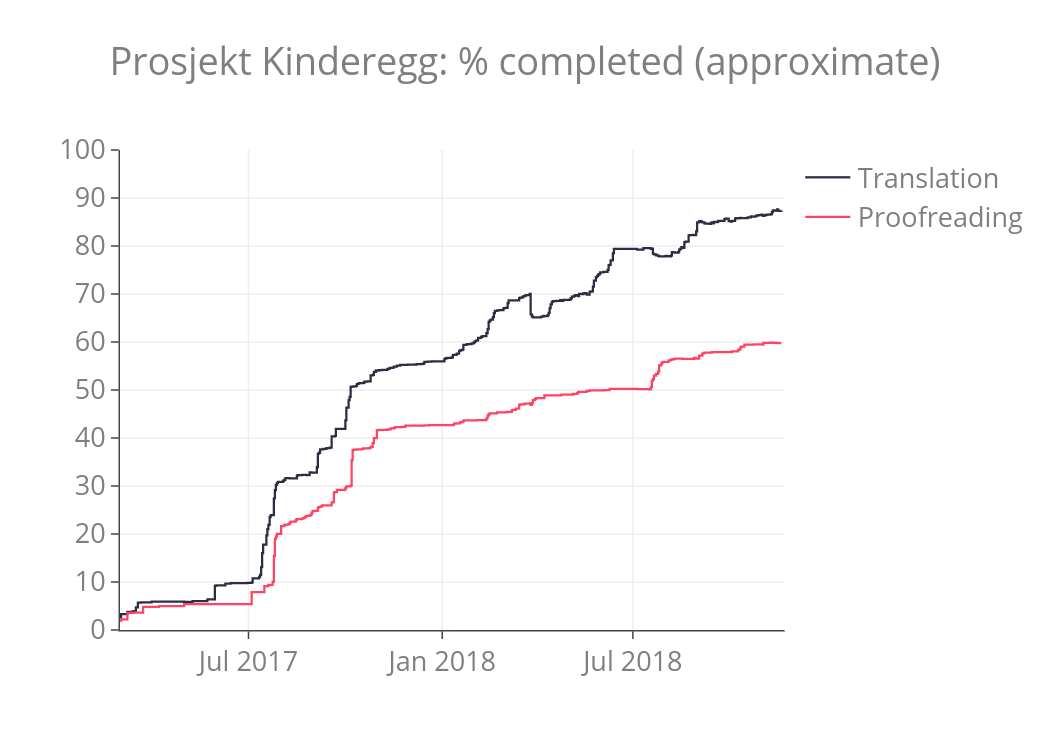 Prosjekt Kinderegg: % completed (approximate)
100
90
80
70
60
50
40
30
20
10
0
Jul 2017
Jan 2018
Jul 2018
Translation
Proofreading